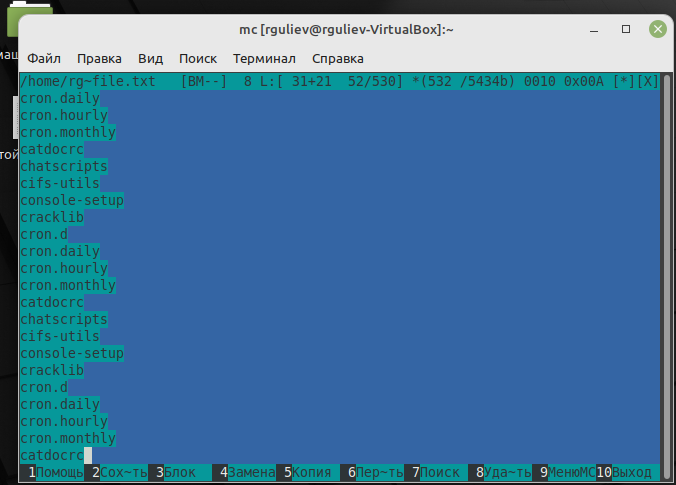 mc [rguliev@rguliev-VirtualBox]:~
Файл Правка Вид Поиск Терминал Справка
/home/rg~file.txt [BM--] 8 L:[ 31+21 52/530] *(532 /5434b) 0010 0x00A [*][X]
cron.daily
cron.hourly
cron.monthly
catdocrc
chatscripts
cifs-utils
console-setup
cracklib
cron.d
cron.daily
cron.hourly
cron.monthly
catdocrc
chatscripts
cifs-utils
console-setup
cracklib
cron.d
cron.daily
cron.hourly
cron.monthly
catdocrc
1Помощь 2Сох~ть 3Блок 4Замена 5Копия 6Пер~ть 7Поиск 8Уда~ть 9МенюMC 10Выход